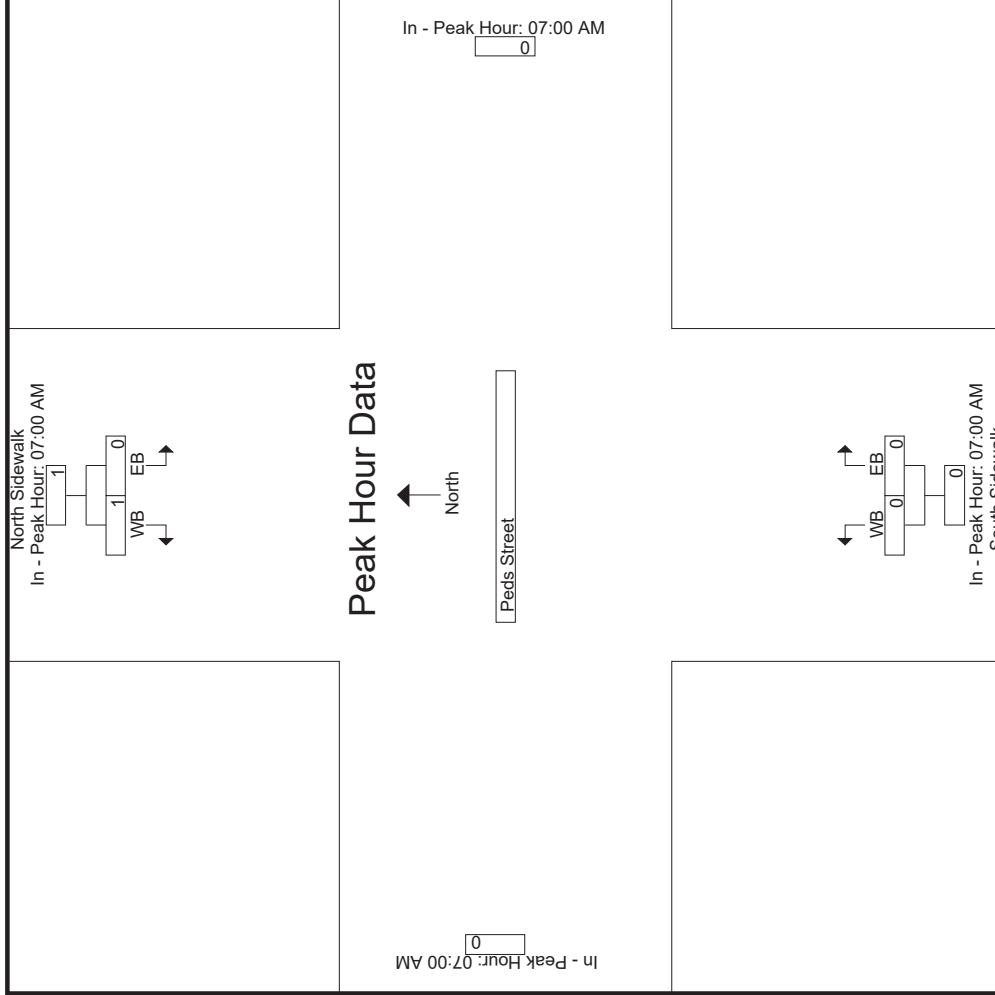 In - Peak Hour: 07:00 AM
0
North Sidewalk
In - Peak Hour: 07:00 AM
1
1 0
WB EB
Peak Hour Data
North
Peds Street
WB EB
0 0
0
In - Peak Hour: 07:00 AM
South Sidewalk
0
In - Peak Hour: 07:00 AM